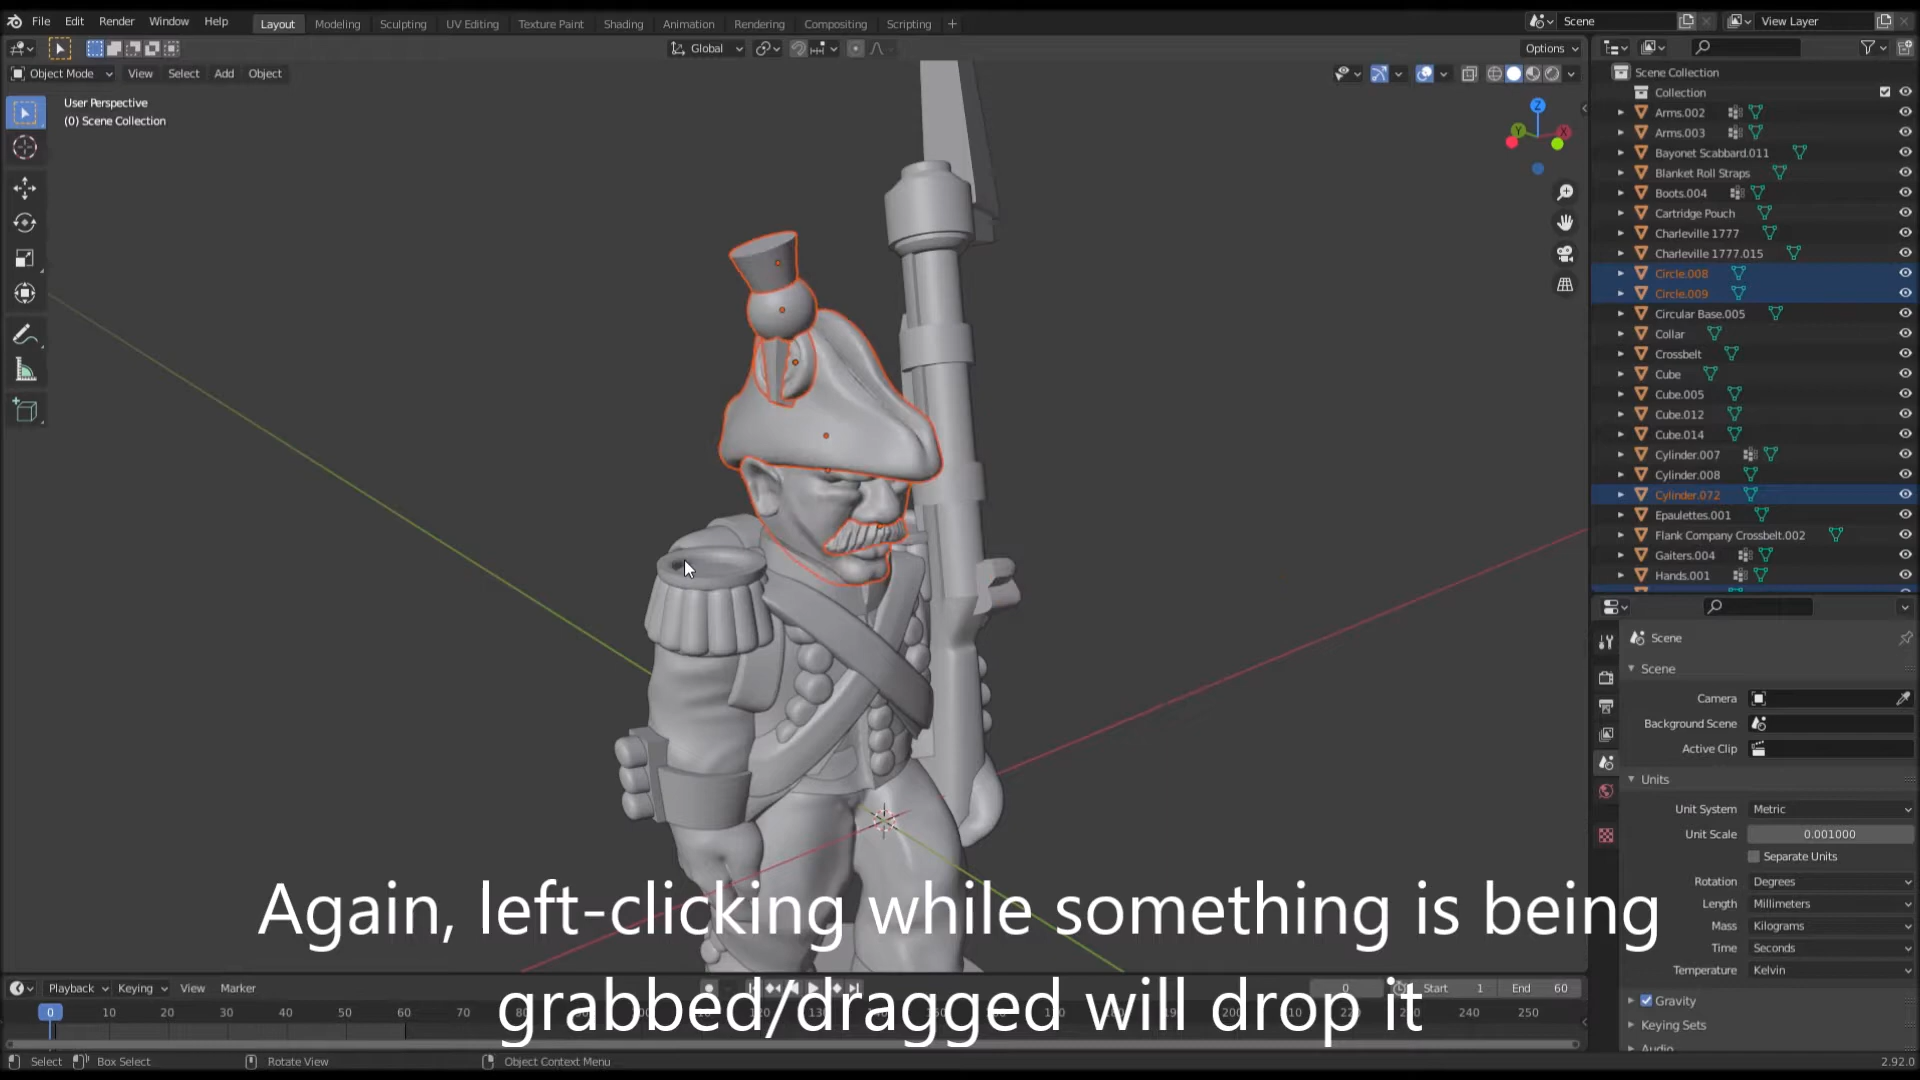 File Edit Render Window Help
Layout Modeling Sculpting UV Editing Texture Paint Shading Animation Rendering Compositing Scripting +
Scene
View Layer
Global
Options
Object Mode View Select Add Object
User Perspective
(0) Scene Collection
Z
Y
X
Scene Collection
Collection
Arms.002
Arms.003
Bayonet Scabbard.011
Blanket Roll Straps
Boots.004
Cartridge Pouch
Charleville 1777
Charleville 1777.015
Circle.008
Circle.009
Circular Base.005
Collar
Crossbelt
Cube
Cube.005
Cube.012
Cube.014
Cylinder.007
Cylinder.008
Cylinder.072
Epaulettes.001
Flank Company Crossbelt.002
Gaiters.004
Hands.001
Scene
Scene
Camera
Background Scene
Active Clip
Units
Unit System Metric
Unit Scale 0.001000
Separate Units
Rotation Degrees
Length Millimeters
Mass Kilograms
Time Seconds
Temperature Kelvin
Gravity
Keying Sets
Audio
Again, left-clicking while something is being
grabbed/dragged will drop it
Playback Keying View Marker
0 Start 1 End 60
0 10 20 30 40 50 60 70 240 250
Select Box Select Rotate View Object Context Menu
2.92.0